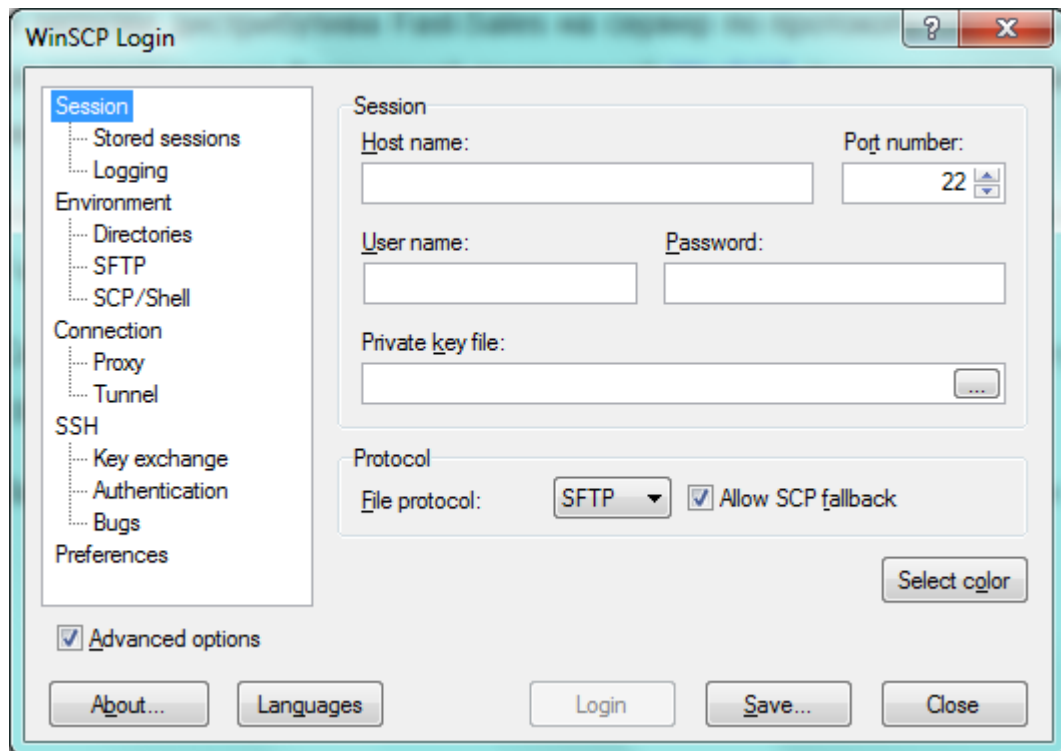 WinSCP Login
Session
Stored sessions
Logging
Environment
Directories
SFTP
SCP/Shell
Connection
Proxy
Tunnel
SSH
Key exchange
Authentication
Bugs
Preferences
Advanced options
Session
Host name:
Port number:
22
User name:
Password:
Private key file:
...
Protocol
File protocol:
SFTP
Allow SCP fallback
Select color
About...
Languages
Login
Save...
Close